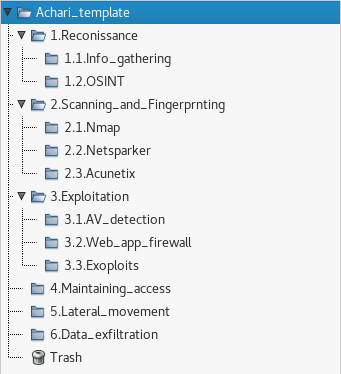 Achari_template
1.Reconissance
1.1.Info_gathering
1.2.OSINT
2.Scanning_and_Fingerprnting
2.1.Nmap
2.2.Netsparker
2.3.Acunetix
3.Exploitation
3.1.AV_detection
3.2.Web_app_firewall
3.3.Exoploits
4.Maintaining_access
5.Lateral_movement
6.Data_exfiltration
Trash